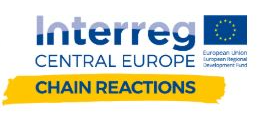 Interreg
CENTRAL EUROPE
European Union
European Regional
Development Fund
CHAIN REACTIONS